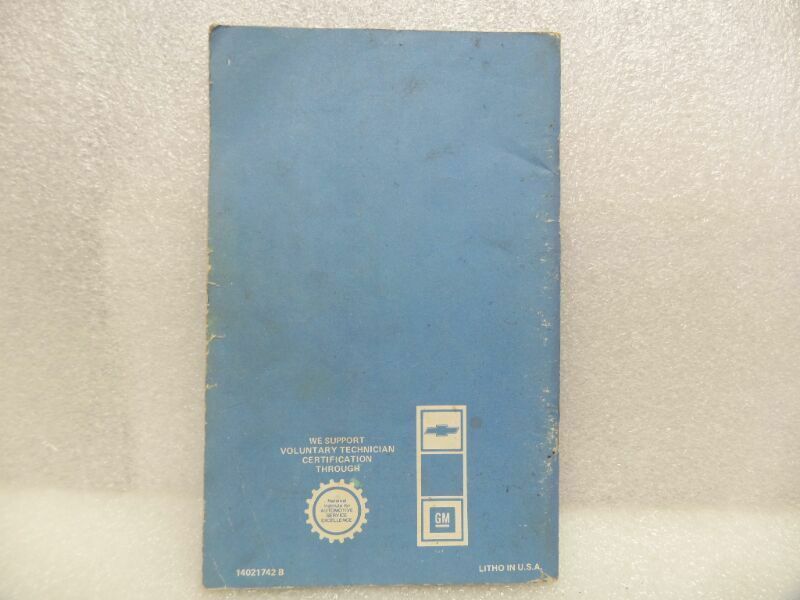 WE SUPPORT
VOLUNTARY TECHNICIAN
CERTIFICATION
THROUGH
National
Institute for
AUTOMOTIVE
SERVICE
EXCELLENCE
GM
14021742 B
LITHO IN U.S.A.